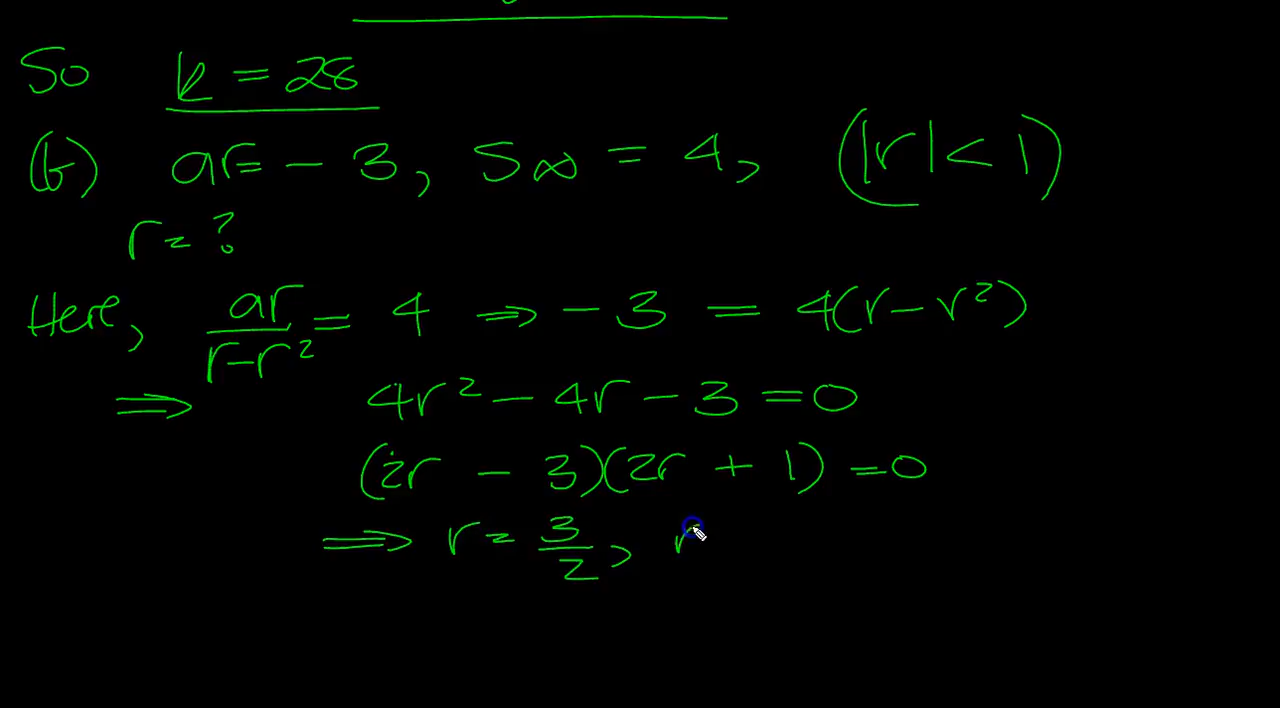 So k = 28
(b) ar = - 3, S∞ = 4, (|r| < 1)
r = ?
Here, ar/(r-r²) = 4 ⇒ - 3 = 4(r - r²)
⇒ 4r² - 4r - 3 = 0
(2r - 3)(2r + 1) = 0
⇒ r = 3/2, r